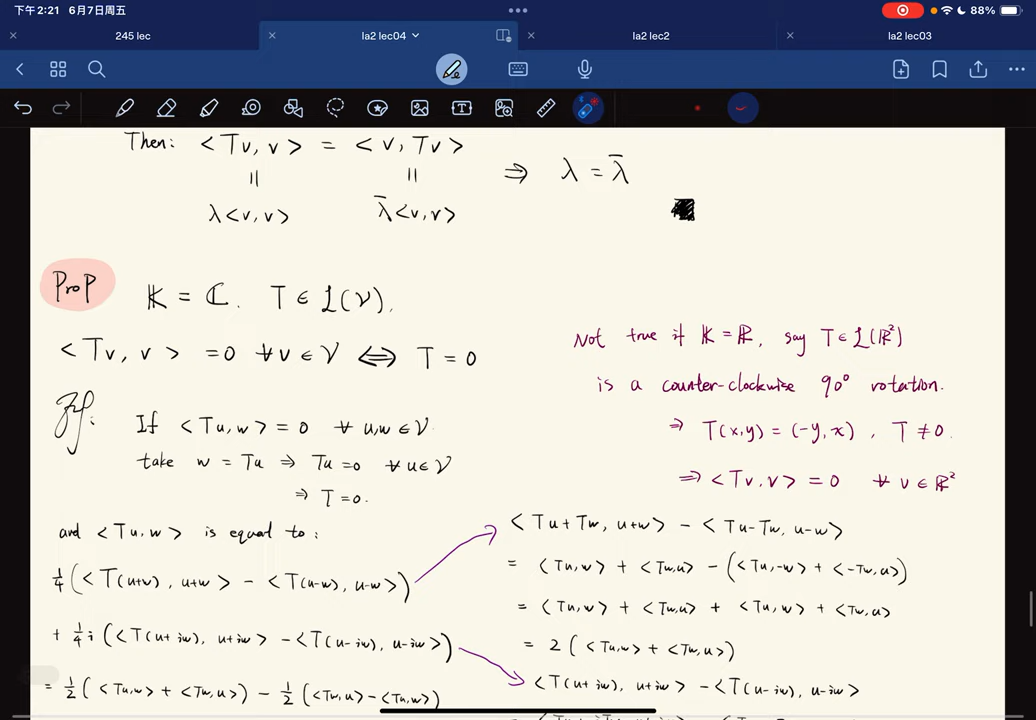 下午2:21 6月7日周五
88%
245 lec
la2 lec04
la2 lec2
la2 lec03
Then: <Tv, v> = <v, Tv>
|| ||
λ<v,v> λ̄<v,v>
⇒ λ = λ̄
Prop
𝕂 = ℂ. T ∈ ℒ(V).
<Tv, v> = 0 ∀v ∈ V ⟺ T = 0
Not true if 𝕂 = ℝ, say T ∈ ℒ(ℝ²)
is a counter-clockwise 90° rotation.
⇒ T(x,y) = (-y, x), T ≠ 0.
⇒ <Tv, v> = 0 ∀ v ∈ ℝ²
Pf: If <Tu, w> = 0 ∀ u,w ∈ V.
take w = Tu ⇒ Tu = 0 ∀ u ∈ V
⇒ T = 0.
and <Tu, w> is equal to:
¼(<T(u+w), u+w> − <T(u-w), u-w>)
+ ¼i(<T(u+iw), u+iw> − <T(u-iw), u-iw>)
= ½(<Tu,w> + <Tw,u>) − ½(<Tw,u> − <Tu,w>)
<Tu+Tw, u+w> − <Tu−Tw, u−w>
= <Tu,w> + <Tw,u> − (<Tu,-w> + <-Tw,u>)
= <Tu,w> + <Tw,u> + <Tu,w> + <Tw,u>
= 2(<Tu,w> + <Tw,u>)
<T(u+iw), u+iw> − <T(u-iw), u-iw>